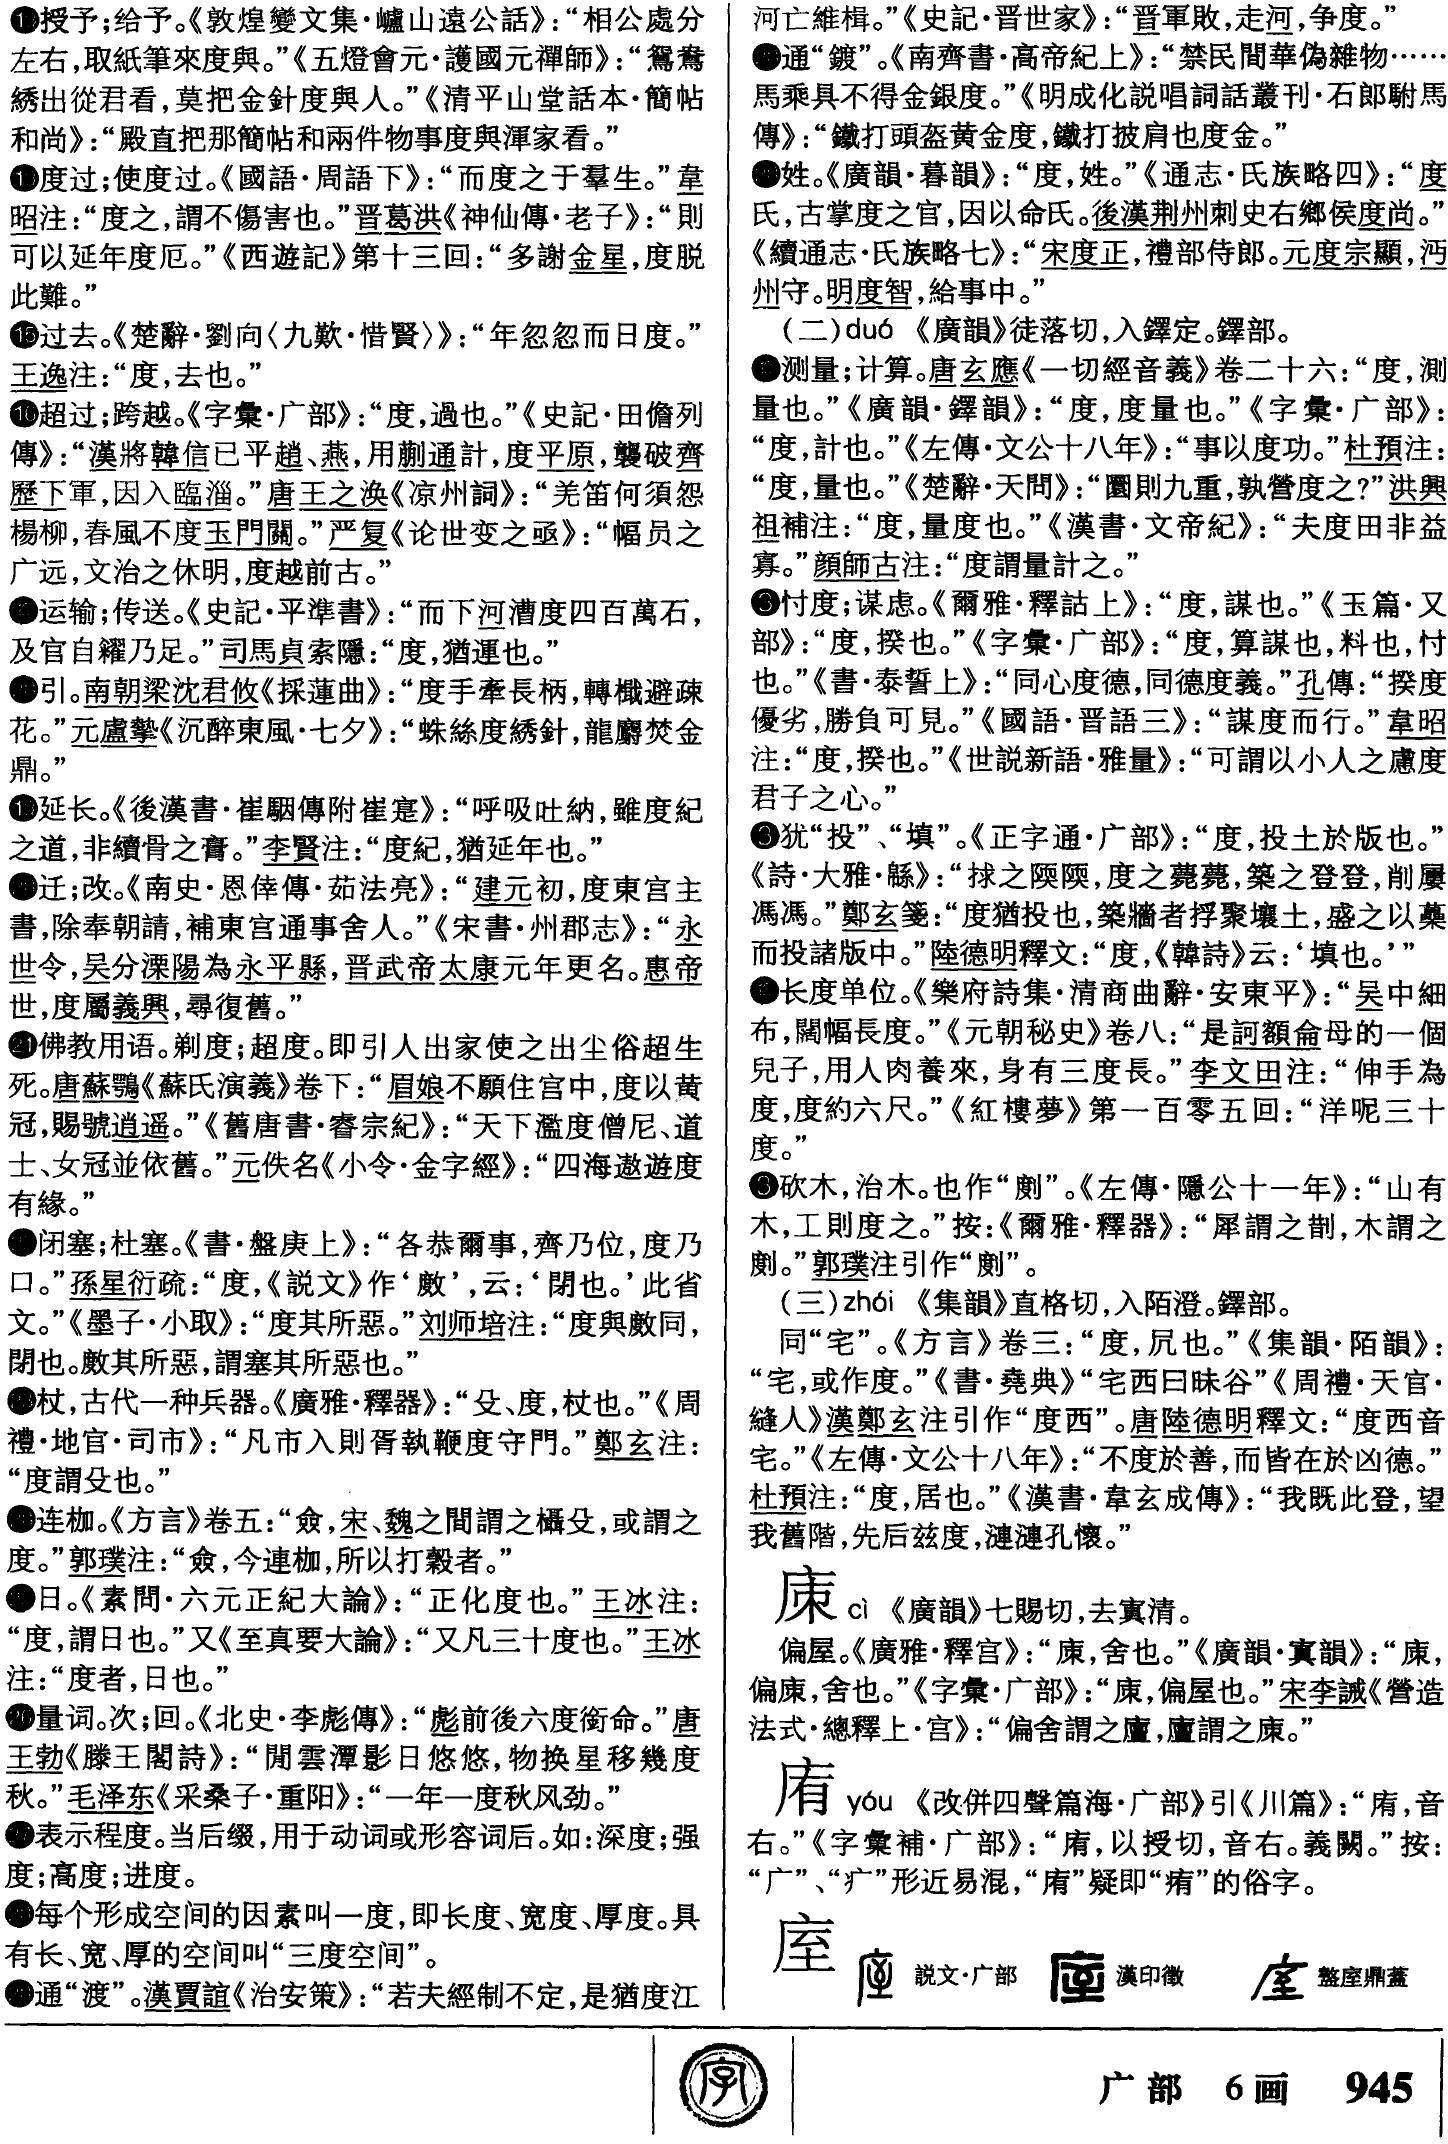 授予;给予。《敦煌變文集·廬山遠公話》:“相公處分
左右,取紙筆來度與。”《五燈會元·護國元禪師》:“鴛鴦
綉出從君看,莫把金針度與人。”《清平山堂話本·簡帖
和尚》:“殿直把那簡帖和兩件物事度與渾家看。”
度过;使度过。《國語·周語下》:“而度之于羣生。”韋
昭注:“度之,謂不傷害也。”晋葛洪《神仙傳·老子》:“則
可以延年度厄。”《西遊記》第十三回:“多謝金星,度脱
此難。”
⓯过去。《楚辭·劉向〈九歎·惜賢〉》:“年忽忽而日度。”
王逸注:“度,去也。”
⓰超过;跨越。《字彙·广部》:“度,過也。”《史記·田儋列
傳》:“漢將韓信已平趙、燕,用蒯通計,度平原,襲破齊
歷下軍,因入臨淄。”唐王之涣《凉州詞》:“羌笛何須怨
楊柳,春風不度玉門關。”严复《论世变之亟》:“幅员之
广远,文治之休明,度越前古。”
运输;传送。《史記·平準書》:“而下河漕度四百萬石,
及官自糴乃足。”司馬貞索隱:“度,猶運也。”
引。南朝梁沈君攸《採蓮曲》:“度手牽長柄,轉檝避疎
花。”元盧摯《沉醉東風·七夕》:“蛛絲度綉針,龍麝焚金
鼎。”
延长。《後漢書·崔駰傳附崔寔》:“呼吸吐納,雖度紀
之道,非續骨之膏。”李賢注:“度紀,猶延年也。”
迁;改。《南史·恩倖傳·茹法亮》:“建元初,度東宫主
書,除奉朝請,補東宫通事舍人。”《宋書·州郡志》:“永
世令,吴分溧陽為永平縣,晋武帝太康元年更名。惠帝
世,度屬義興,尋復舊。”
㉑佛教用语。剃度;超度。即引人出家使之出尘俗超生
死。唐蘇鶚《蘇氏演義》卷下:“眉娘不願住宫中,度以黄
冠,賜號逍遥。”《舊唐書·睿宗紀》:“天下濫度僧尼、道
士、女冠並依舊。”元佚名《小令·金字經》:“四海遨遊度
有緣。”
闭塞;杜塞。《書·盤庚上》:“各恭爾事,齊乃位,度乃
口。”孫星衍疏:“度,《説文》作‘敷’,云:‘閉也。’此省
文。”《墨子·小取》:“度其所惡。”刘师培注:“度與敷同,
閉也。敷其所惡,謂塞其所惡也。”
杖,古代一种兵器。《廣雅·釋器》:“殳、度,杖也。”《周
禮·地官·司市》:“凡市入則胥執鞭度守門。”鄭玄注:
“度謂殳也。”
连枷。《方言》卷五:“僉,宋、魏之間謂之欇殳,或謂之
度。”郭璞注:“僉,今連枷,所以打穀者。”
日。《素問·六元正紀大論》:“正化度也。”王冰注:
“度,謂日也。”又《至真要大論》:“又凡三十度也。”王冰
注:“度者,日也。”
㉖量词。次;回。《北史·李彪傳》:“彪前後六度銜命。”唐
王勃《滕王閣詩》:“閒雲潭影日悠悠,物换星移幾度
秋。”毛泽东《采桑子·重阳》:“一年一度秋风劲。”
表示程度。当后缀,用于动词或形容词后。如:深度;强
度;高度;进度。
每个形成空间的因素叫一度,即长度、宽度、厚度。具
有长、宽、厚的空间叫“三度空间”。
通“渡”。漢賈誼《治安策》:“若夫經制不定,是猶度江
河亡維楫。”《史記·晋世家》:“晋軍敗,走河,争度。”
通“鍍”。《南齊書·高帝紀上》:“禁民間華偽雜物……
馬乘具不得金銀度。”《明成化説唱詞話叢刊·石郎駙馬
傳》:“鐵打頭盔黄金度,鐵打披肩也度金。”
姓。《廣韻·暮韻》:“度,姓。”《通志·氏族略四》:“度
氏,古掌度之官,因以命氏。後漢荆州刺史右鄉侯度尚。”
《續通志·氏族略七》:“宋度正,禮部侍郎。元度宗顯,沔
州守。明度智,給事中。”
(二)duó 《廣韻》徒落切,入鐸定。鐸部。
测量;计算。唐玄應《一切經音義》卷二十六:“度,測
量也。”《廣韻·鐸韻》:“度,度量也。”《字彙·广部》:
“度,計也。”《左傳·文公十八年》:“事以度功。”杜預注:
“度,量也。”《楚辭·天問》:“圜則九重,孰營度之?”洪興
祖補注:“度,量度也。”《漢書·文帝紀》:“夫度田非益
寡。”顔師古注:“度謂量計之。”
忖度;谋虑。《爾雅·釋詁上》:“度,謀也。”《玉篇·又
部》:“度,揆也。”《字彙·广部》:“度,算謀也,料也,忖
也。”《書·泰誓上》:“同心度德,同德度義。”孔傳:“揆度
優劣,勝負可見。”《國語·晋語三》:“謀度而行。”韋昭
注:“度,揆也。”《世説新語·雅量》:“可謂以小人之慮度
君子之心。”
犹“投”、“填”。《正字通·广部》:“度,投土於版也。”
《詩·大雅·緜》:“捄之陾陾,度之薨薨,築之登登,削屢
馮馮。”鄭玄箋:“度猶投也,築牆者捊聚壤土,盛之以蔂
而投諸版中。”陸德明釋文:“度,《韓詩》云:‘填也。’”
长度单位。《樂府詩集·清商曲辭·安東平》:“吴中細
布,闊幅長度。”《元朝秘史》卷八:“是訶額侖母的一個
兒子,用人肉養來,身有三度長。”李文田注:“伸手為
度,度約六尺。”《紅樓夢》第一百零五回:“洋呢三十
度。”
砍木,治木。也作“剫”。《左傳·隱公十一年》:“山有
木,工則度之。”按:《爾雅·釋器》:“犀謂之剒,木謂之
剫。”郭璞注引作“剫”。
(三)zhái 《集韻》直格切,入陌澄。鐸部。
同“宅”。《方言》卷三:“度,凥也。”《集韻·陌韻》:
“宅,或作度。”《書·堯典》“宅西曰昧谷”《周禮·天官·
縫人》漢鄭玄注引作“度西”。唐陸德明釋文:“度西音
宅。”《左傳·文公十八年》:“不度於善,而皆在於凶德。”
杜預注:“度,居也。”《漢書·韋玄成傳》:“我既此登,望
我舊階,先后兹度,漣漣孔懷。”
庲 cì 《廣韻》七賜切,去寘清。
偏屋。《廣雅·釋宫》:“庲,舍也。”《廣韻·寘韻》:“庲,
偏庲,舍也。”《字彙·广部》:“庲,偏屋也。”宋李誡《營造
法式·總釋上·宫》:“偏舍謂之廬,廬謂之庲。”
庮 yóu 《改併四聲篇海·广部》引《川篇》:“㾞,音
右。”《字彙補·广部》:“㾞,以授切,音右。義闕。”按:
“广”、“疒”形近易混,“㾞”疑即“痏”的俗字。
庢 説文·广部 漢印徵 盩庢鼎蓋
字
广部 6画 945